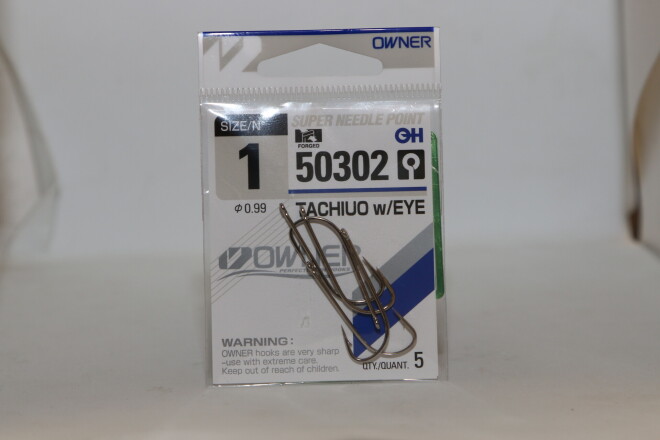 OWNER
SUPER NEEDLE POINT
SIZE/N°
FORGED
OH
1
50302
φ0.99
TACHIUO w/EYE
OWNER
WARNING:
OWNER hooks are very sharp
-use with extreme care.
Keep out of reach of children.
QTY./QUANT. 5